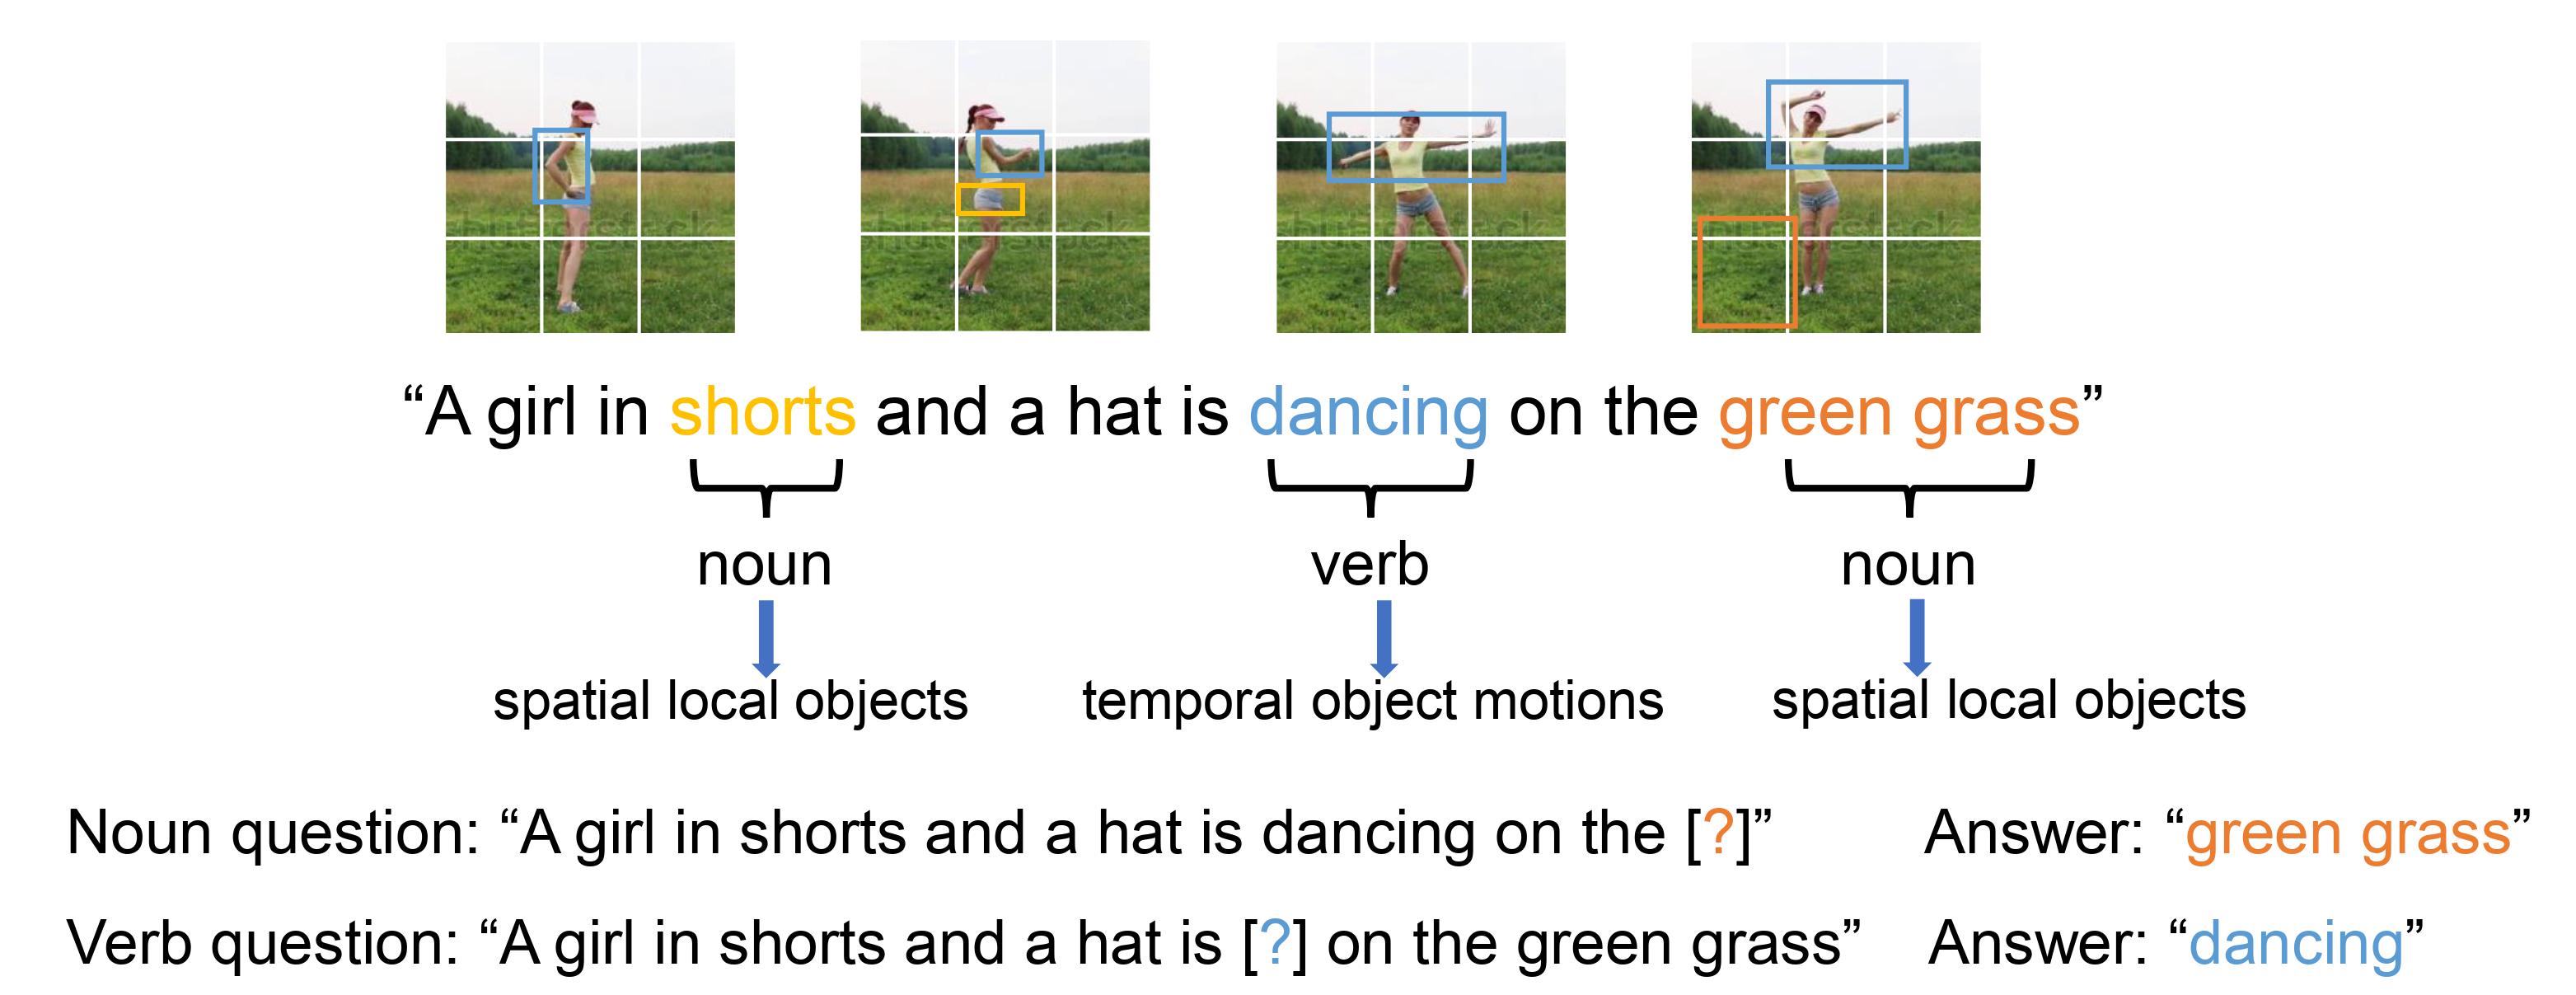 “A girl in shorts and a hat is dancing on the green grass”
noun verb noun
spatial local objects temporal object motions spatial local objects
Noun question: “A girl in shorts and a hat is dancing on the [?]” Answer: “green grass”
Verb question: “A girl in shorts and a hat is [?] on the green grass” Answer: “dancing”